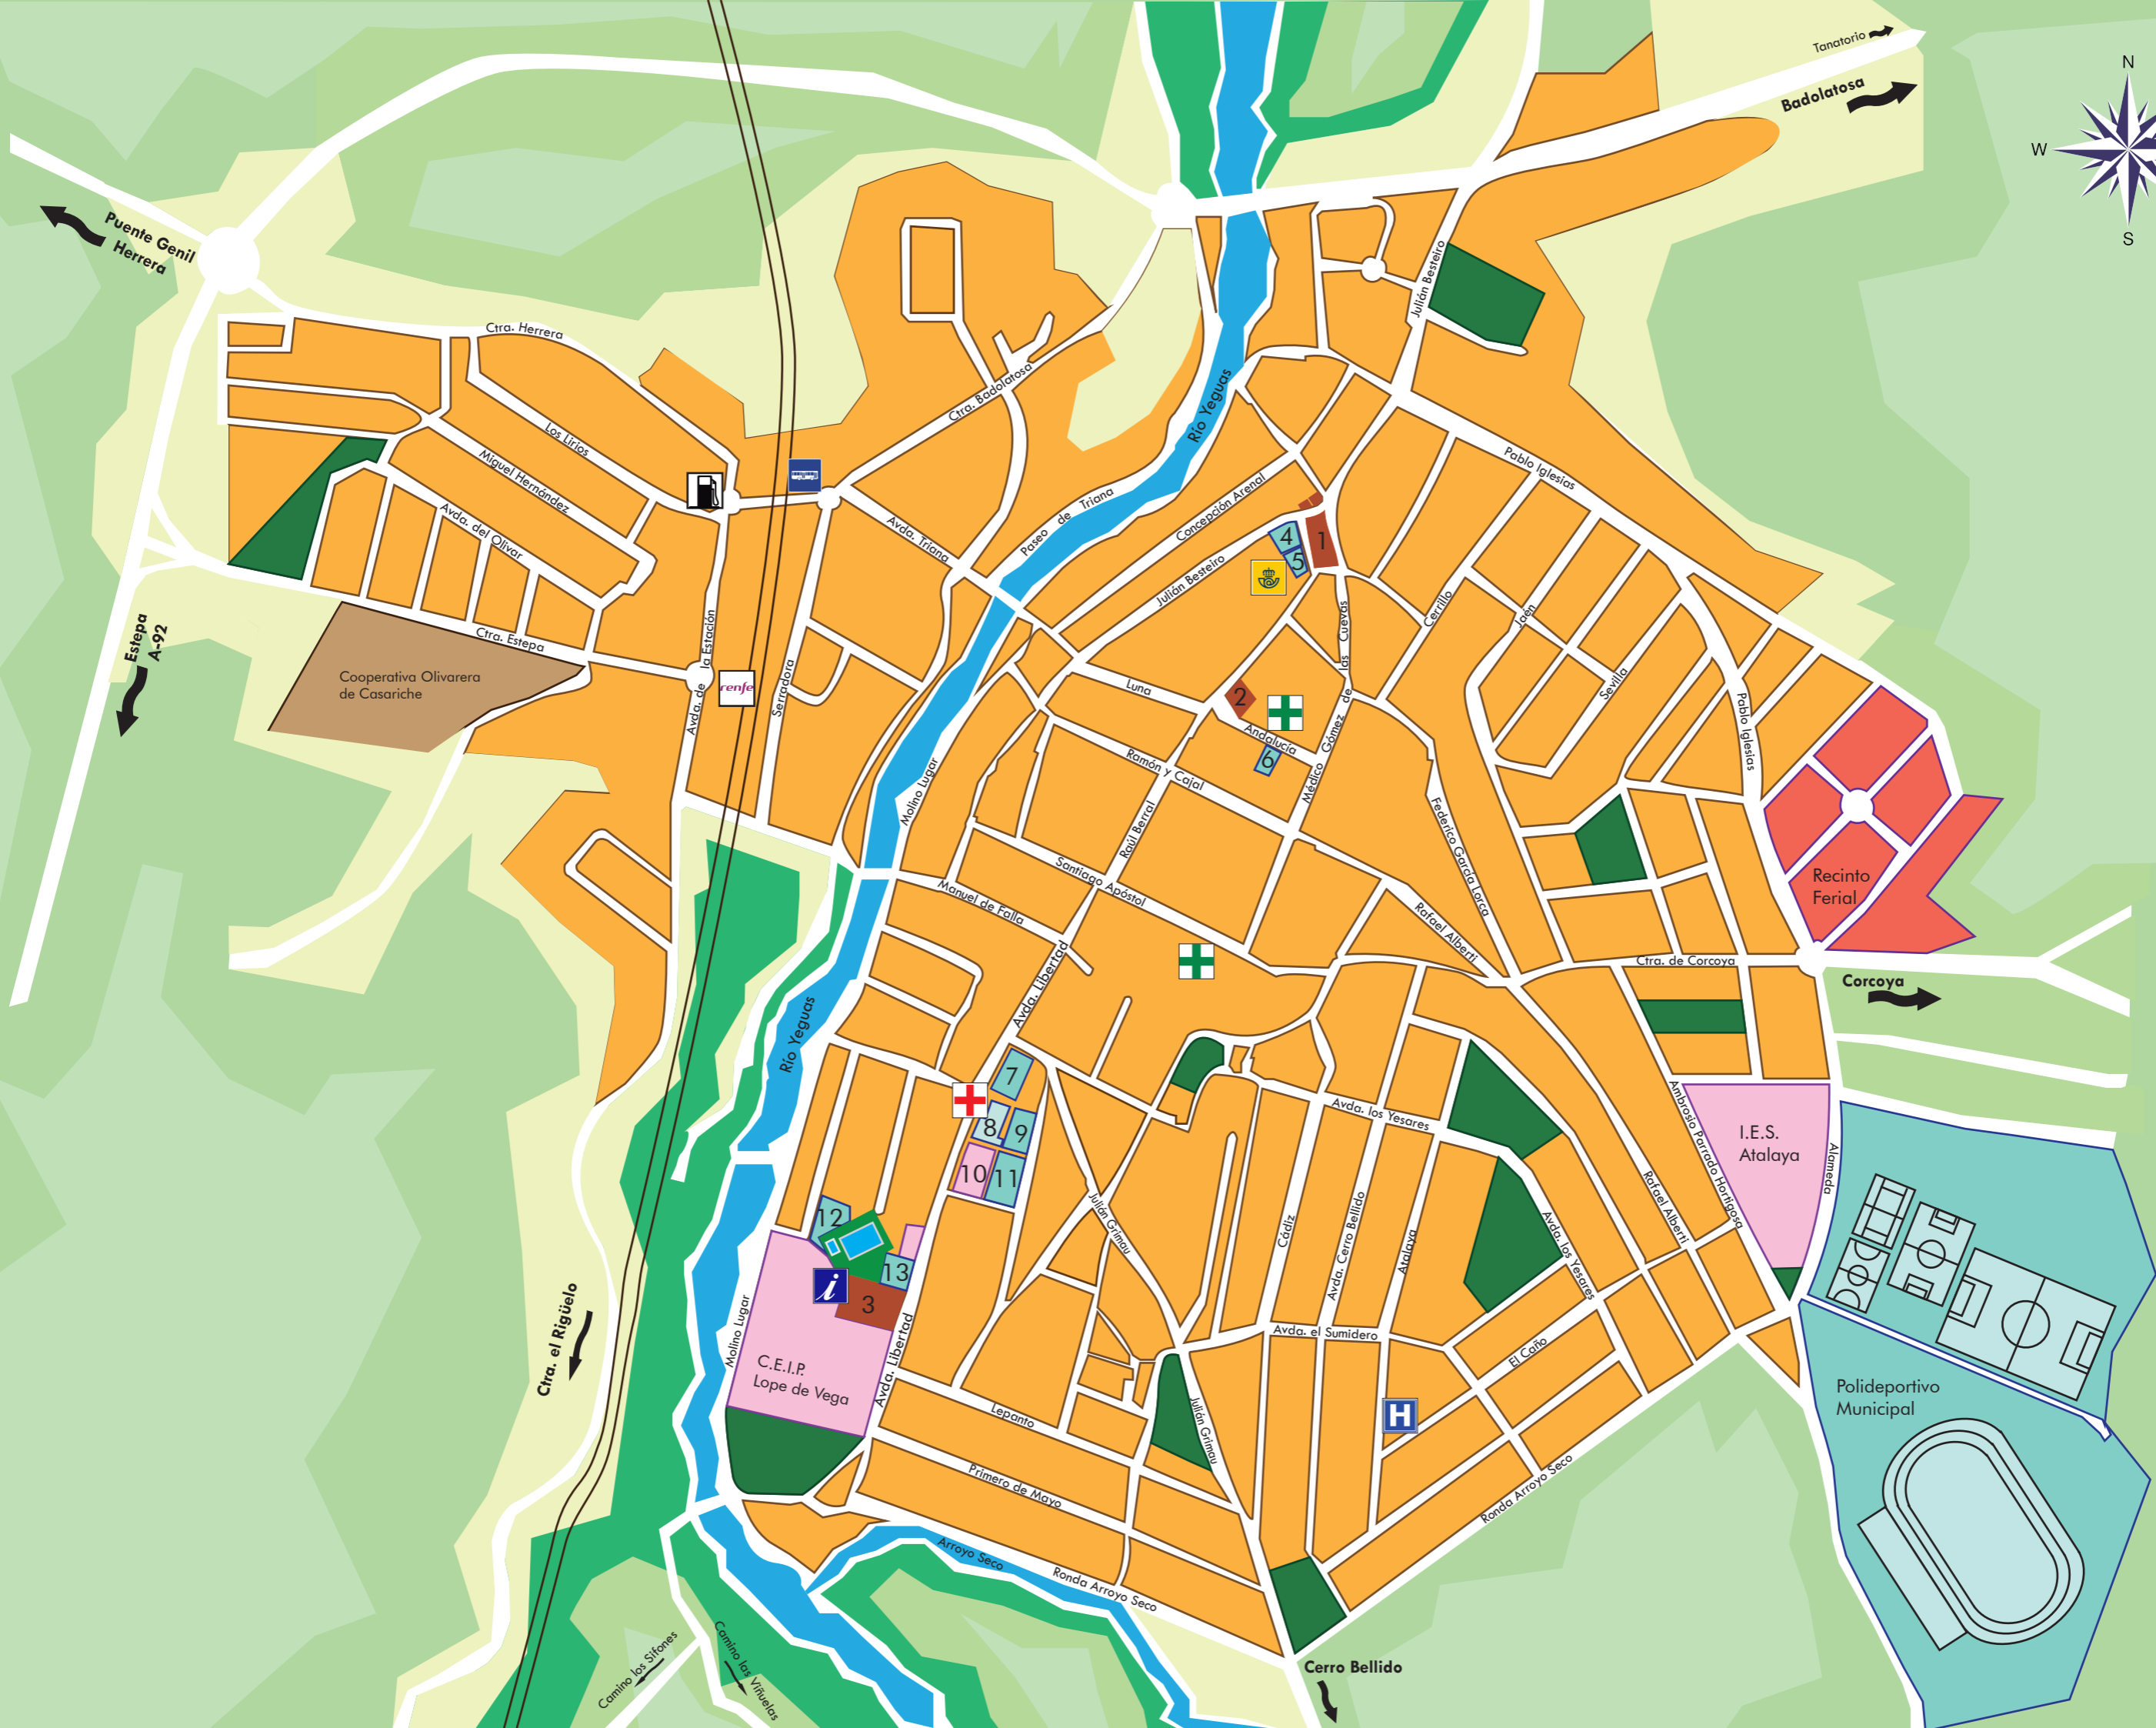 Tanatorio
Badolatosa
N
W
S
Puente Genil
Herrera
Ctra. Herrera
Julián Besteiro
Río Yeguas
Ctra. Badolatosa
Los Lirios
Miguel Hernández
Avda. del Olivar
Avda. Triana
Paseo de Triana
Concepción Arenal
Julián Besteiro
Pablo Iglesias
4
1
5
Estepa
A-92
Ctra. Estepa
Cooperativa Olivarera
de Casariche
Avda. de la Estación
renfe
Serradora
Luna
2
Andalucía
6
Médico Gómez de las Cuevas
Cerrillo
Jaén
Sevilla
Pablo Iglesias
Molino Lugar
Ramón y Cajal
Raúl Berral
Santiago Apóstol
Manuel de Falla
Federico García Lorca
Rafael Alberti
Recinto
Ferial
Ctra. de Corcoya
Corcoya
Avda. Libertad
Río Yeguas
7
8
9
10
11
12
13
i
3
Avda. los Yesares
Ambrosio Parrado Hortigosa
I.E.S.
Atalaya
Alameda
Julián Grimau
Cádiz
Avda. Cerro Bellido
Atalaya
Avda. los Yesares
Rafael Alberti
Ctra. el Rigüelo
Molino Lugar
C.E.I.P.
Lope de Vega
Avda. Libertad
Avda. el Sumidero
El Caño
H
Polideportivo
Municipal
Lepanto
Julián Grimau
Primero de Mayo
Ronda Arroyo Seco
Arroyo Seco
Ronda Arroyo Seco
Camino los Sifones
Camino las Viñuelas
Cerro Bellido